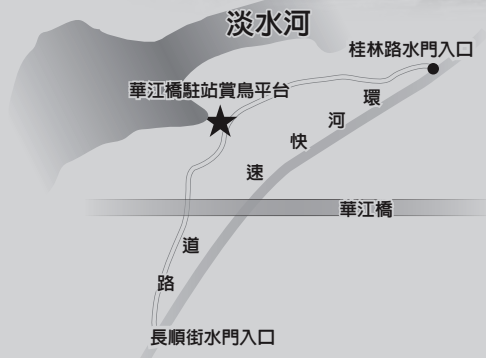 淡水河
桂林路水門入口
華江橋駐站賞鳥平台
環河快速道路
華江橋
長順街水門入口